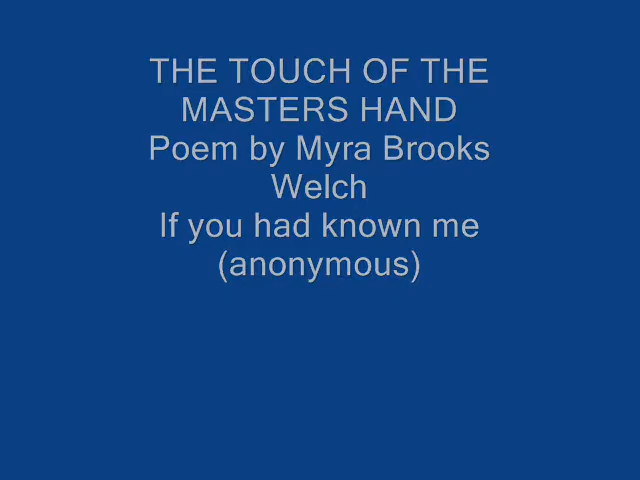 THE TOUCH OF THE
MASTERS HAND
Poem by Myra Brooks
Welch
If you had known me
(anonymous)